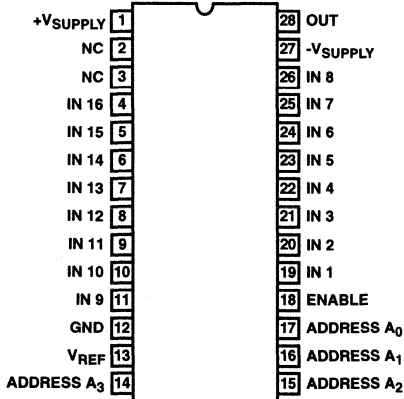 +VSUPPLY 1 28 OUT
NC 2 27 -VSUPPLY
NC 3 26 IN 8
IN 16 4 25 IN 7
IN 15 5 24 IN 6
IN 14 6 23 IN 5
IN 13 7 22 IN 4
IN 12 8 21 IN 3
IN 11 9 20 IN 2
IN 10 10 19 IN 1
IN 9 11 18 ENABLE
GND 12 17 ADDRESS A0
VREF 13 16 ADDRESS A1
ADDRESS A3 14 15 ADDRESS A2